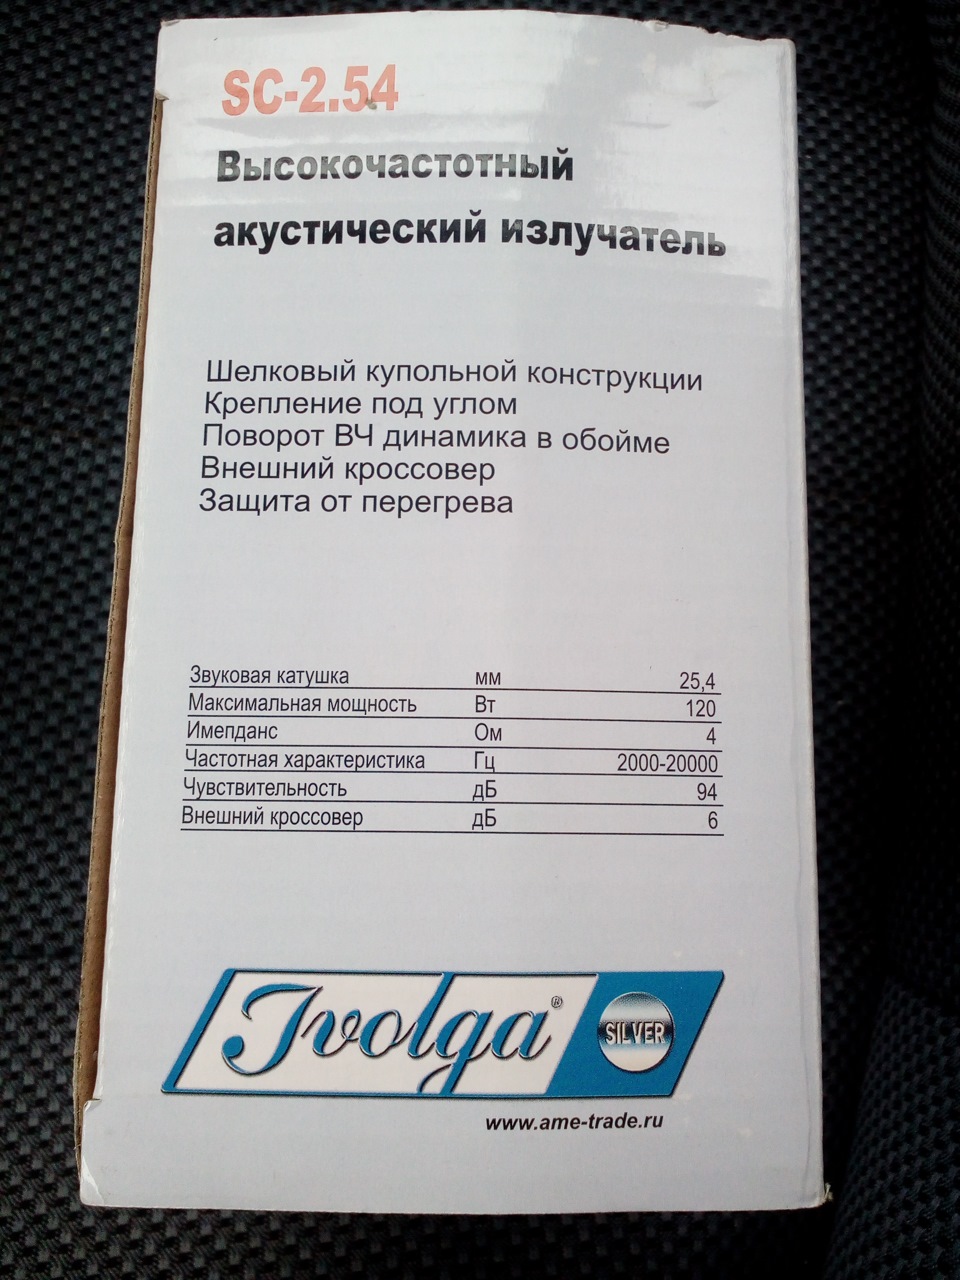 SC-2.54
Высокочастотный
акустический излучатель
Шелковый купольной конструкции
Крепление под углом
Поворот ВЧ динамика в обойме
Внешний кроссовер
Защита от перегрева
Звуковая катушка мм 25,4
Максимальная мощность Вт 120
Имепданс Ом 4
Частотная характеристика Гц 2000-20000
Чувствительность дБ 94
Внешний кроссовер дБ 6
Ivolga® SILVER
www.ame-trade.ru